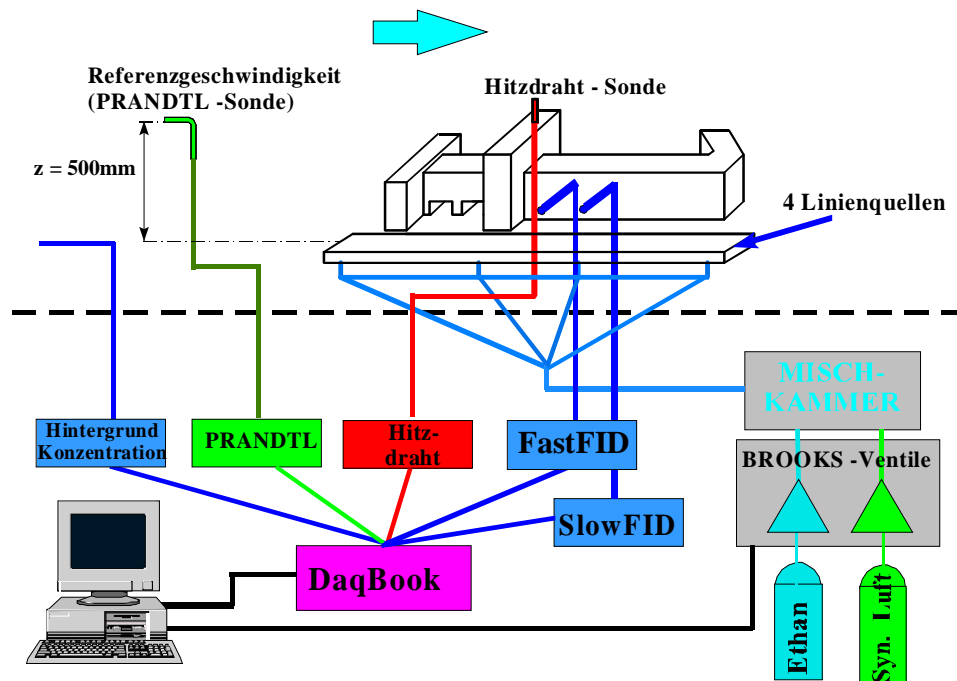 Referenzgeschwindigkeit
(PRANDTL -Sonde)
Hitzdraht - Sonde
z = 500mm
4 Linienquellen
MISCH-
KAMMER
Hintergrund
Konzentration
PRANDTL
Hitz-
draht
FastFID
BROOKS -Ventile
SlowFID
DaqBook
Ethan
Syn. Luft